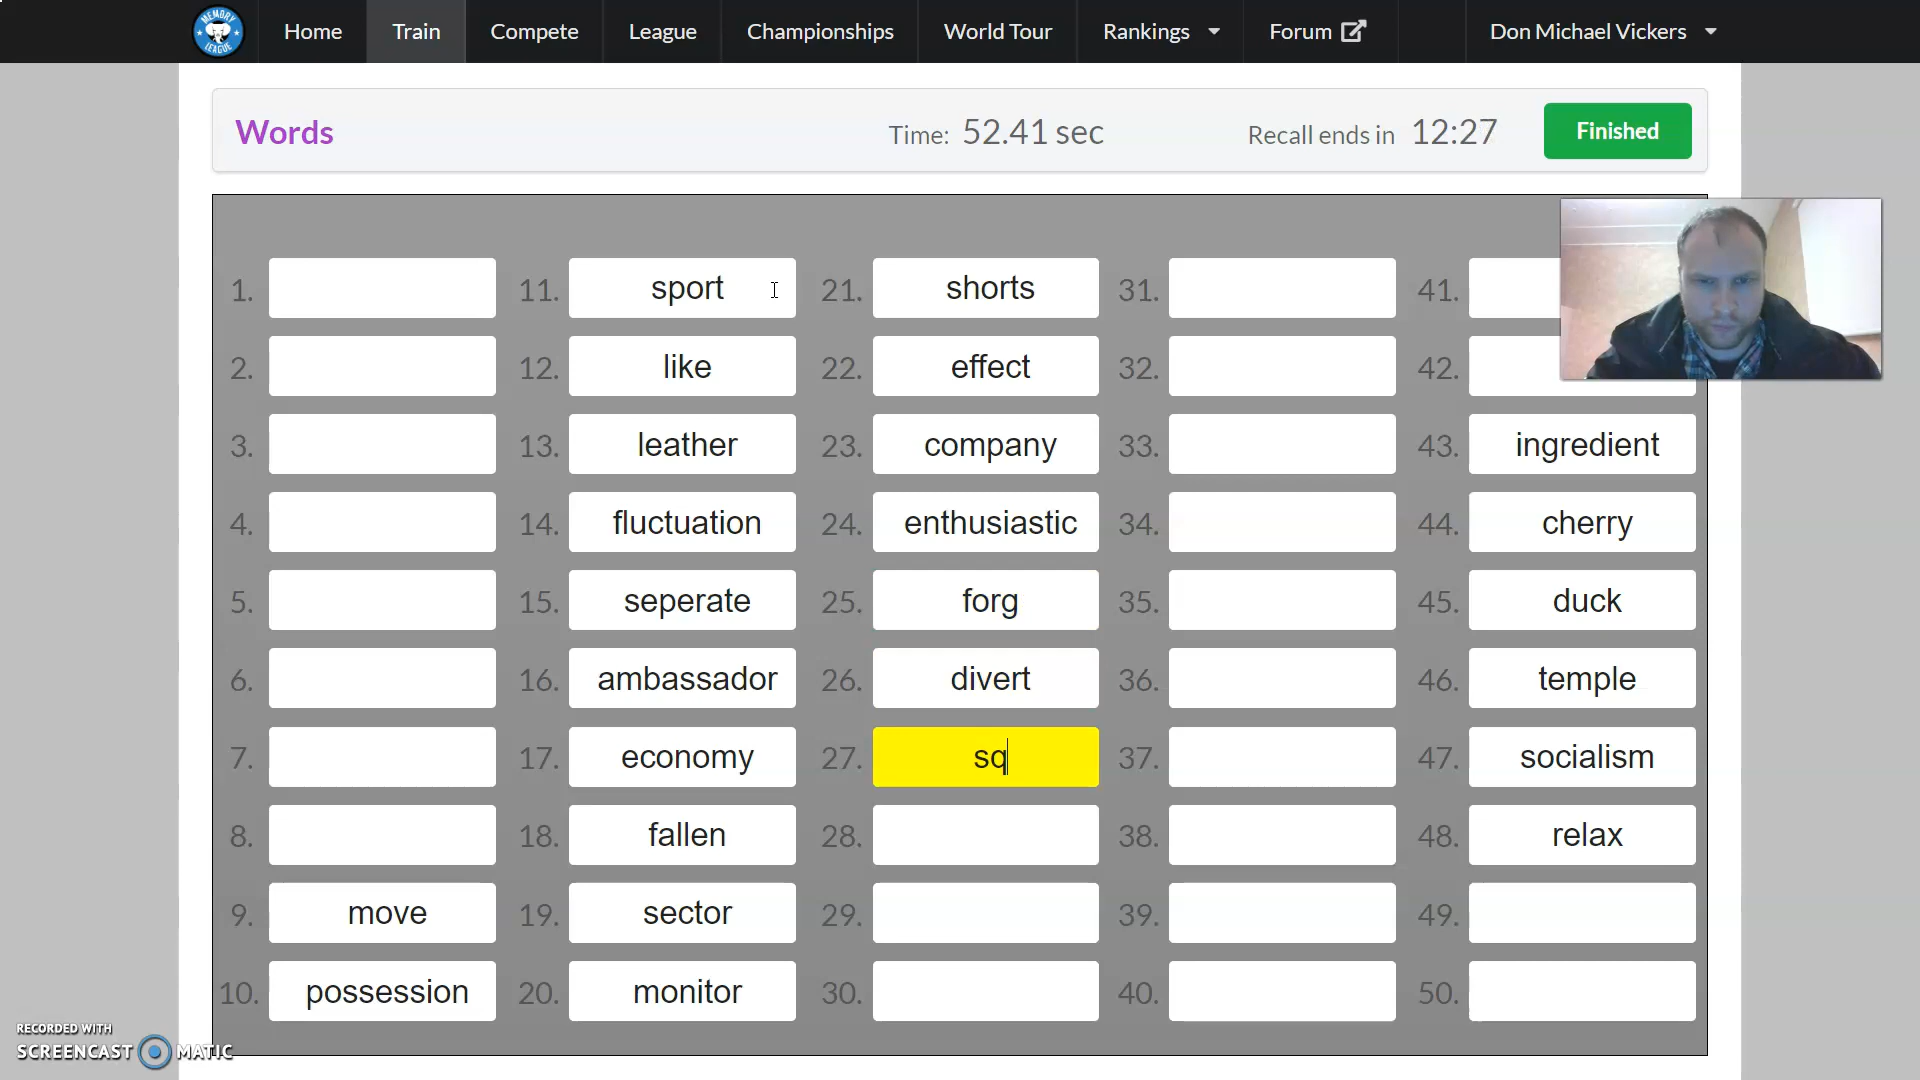 MEMORY LEAGUE
Home Train Compete League Championships World Tour Rankings Forum Don Michael Vickers
Words Time: 52.41 sec Recall ends in 12:27 Finished
1. 11. sport 21. shorts 31. 41.
2. 12. like 22. effect 32. 42.
3. 13. leather 23. company 33. 43. ingredient
4. 14. fluctuation 24. enthusiastic 34. 44. cherry
5. 15. seperate 25. forg 35. 45. duck
6. 16. ambassador 26. divert 36. 46. temple
7. 17. economy 27. sq 37. 47. socialism
8. 18. fallen 28. 38. 48. relax
9. move 19. sector 29. 39. 49.
10. possession 20. monitor 30. 40. 50.
RECORDED WITH
SCREENCAST MATIC